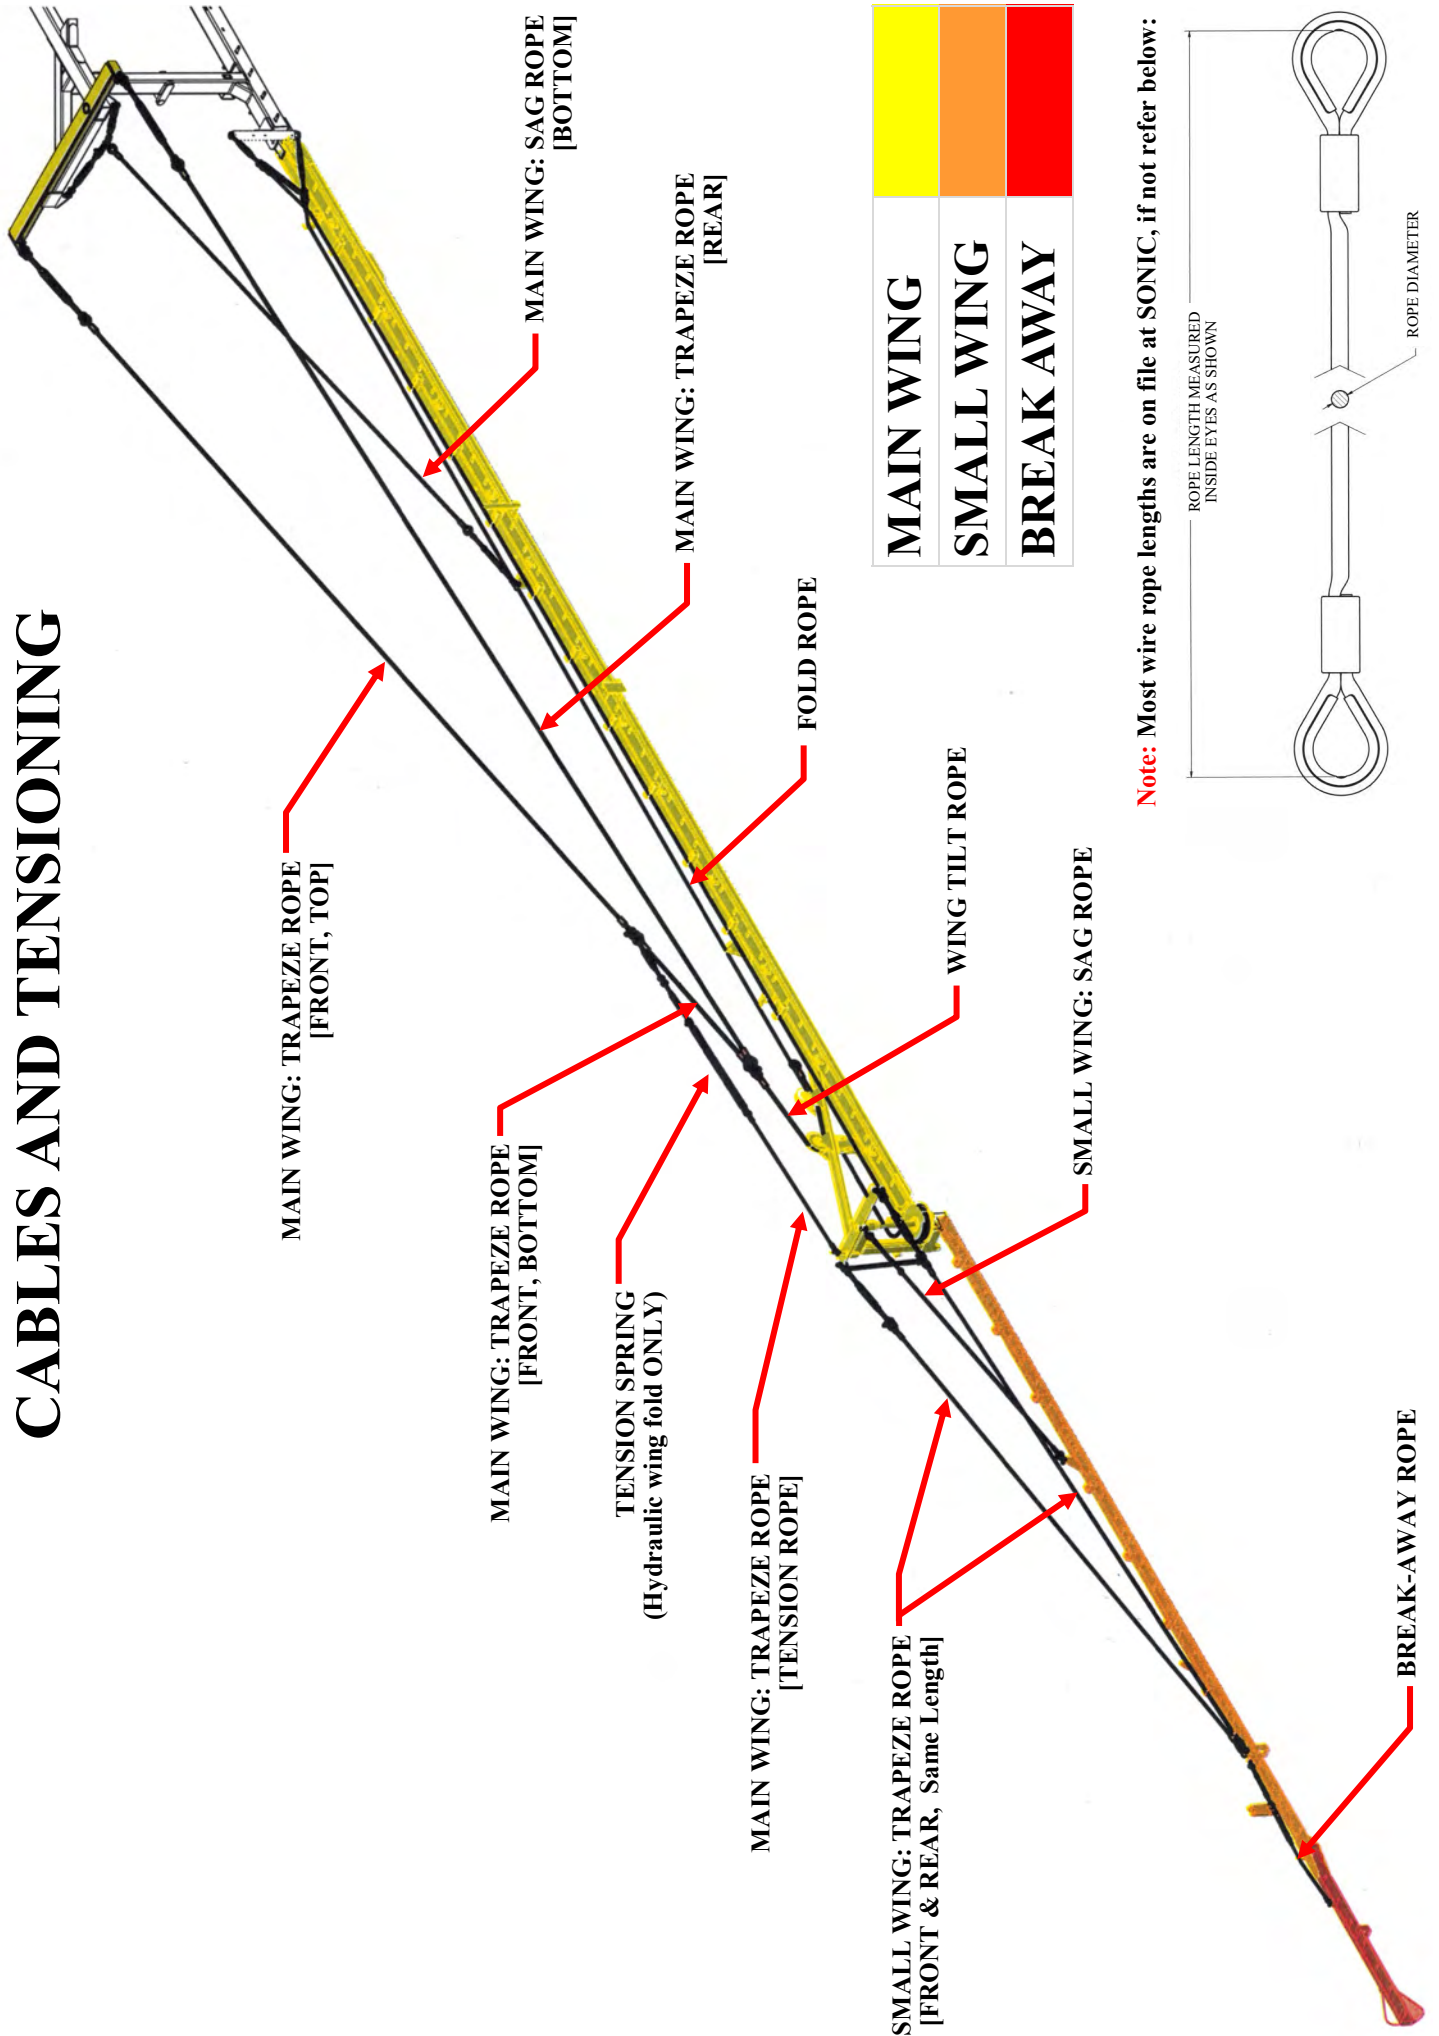 CABLES AND TENSIONING
MAIN WING: TRAPEZE ROPE
[FRONT, TOP]
MAIN WING: SAG ROPE
[BOTTOM]
MAIN WING: TRAPEZE ROPE
[REAR]
MAIN WING: TRAPEZE ROPE
[FRONT, BOTTOM]
TENSION SPRING
(Hydraulic wing fold ONLY)
FOLD ROPE
MAIN WING: TRAPEZE ROPE
[TENSION ROPE]
WING TILT ROPE
SMALL WING: TRAPEZE ROPE
[FRONT & REAR, Same Length]
SMALL WING: SAG ROPE
BREAK-AWAY ROPE
MAIN WING
SMALL WING
BREAK AWAY
Note: Most wire rope lengths are on file at SONIC, if not refer below:
ROPE LENGTH MEASURED
INSIDE EYES AS SHOWN
ROPE DIAMETER